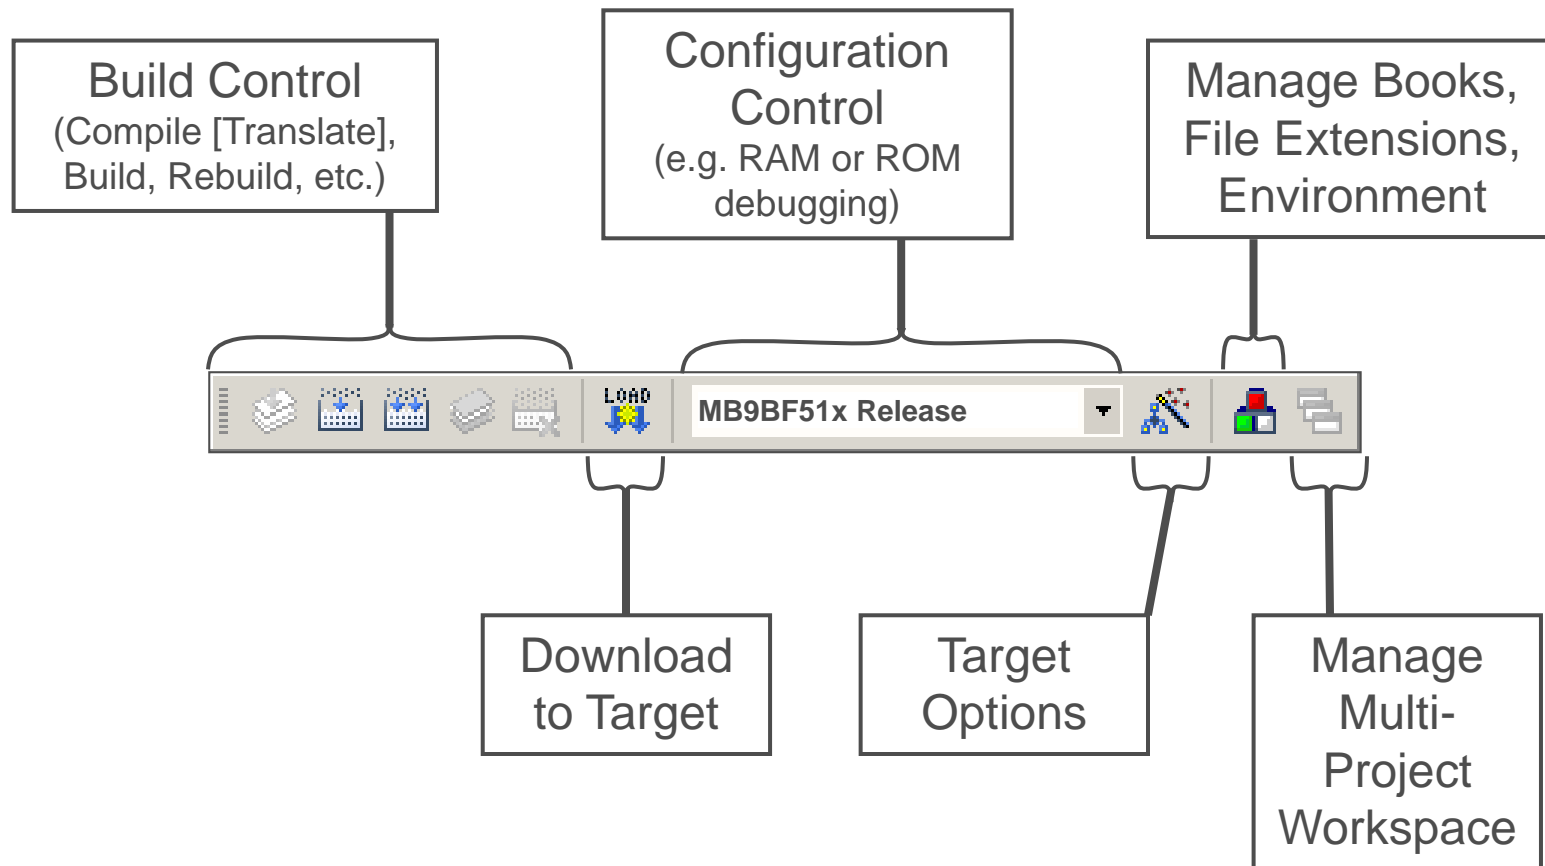 Build Control
(Compile [Translate],
Build, Rebuild, etc.)
Configuration
Control
(e.g. RAM or ROM
debugging)
Manage Books,
File Extensions,
Environment
LOAD
MB9BF51x Release
Download
to Target
Target
Options
Manage
Multi-
Project
Workspace